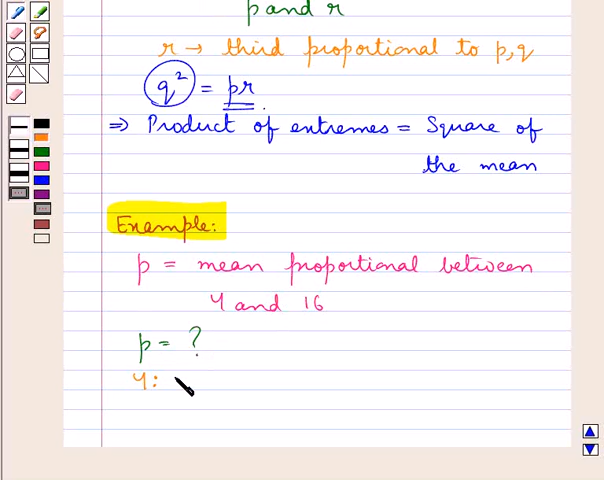 p and r
r → third proportional to p, q
q² = pr
⇒ Product of extremes = Square of
the mean
Example:
p = mean proportional between
4 and 16
p = ?
4: